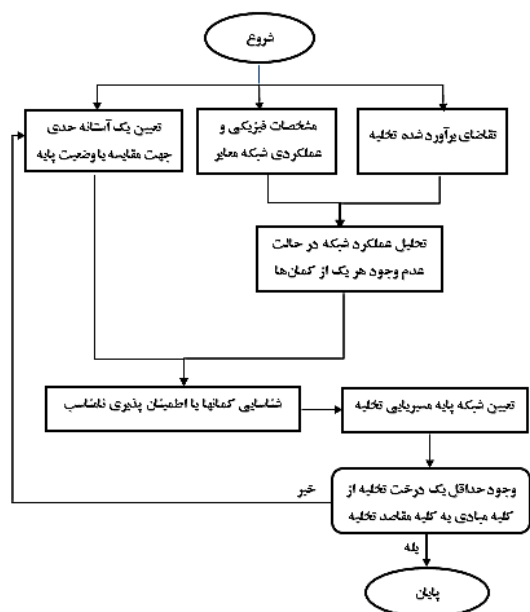 شروع
تقاضای برآورد شده تخلیه
مشخصات فیزیکی و
عملکردی شبکه معابر
تعیین یک آستانه حدی
جهت مقایسه با وضعیت پایه
تحلیل عملکرد شبکه در حالت
عدم وجود هر یک از کمان‌ها
شناسایی کمانها با اطمینان پذیری نامناسب
تعیین شبکه پایه مسیریابی تخلیه
وجود حداقل یک درخت تخلیه از
کلیه مبادی به کلیه مقاصد تخلیه
خیر
بله
پایان